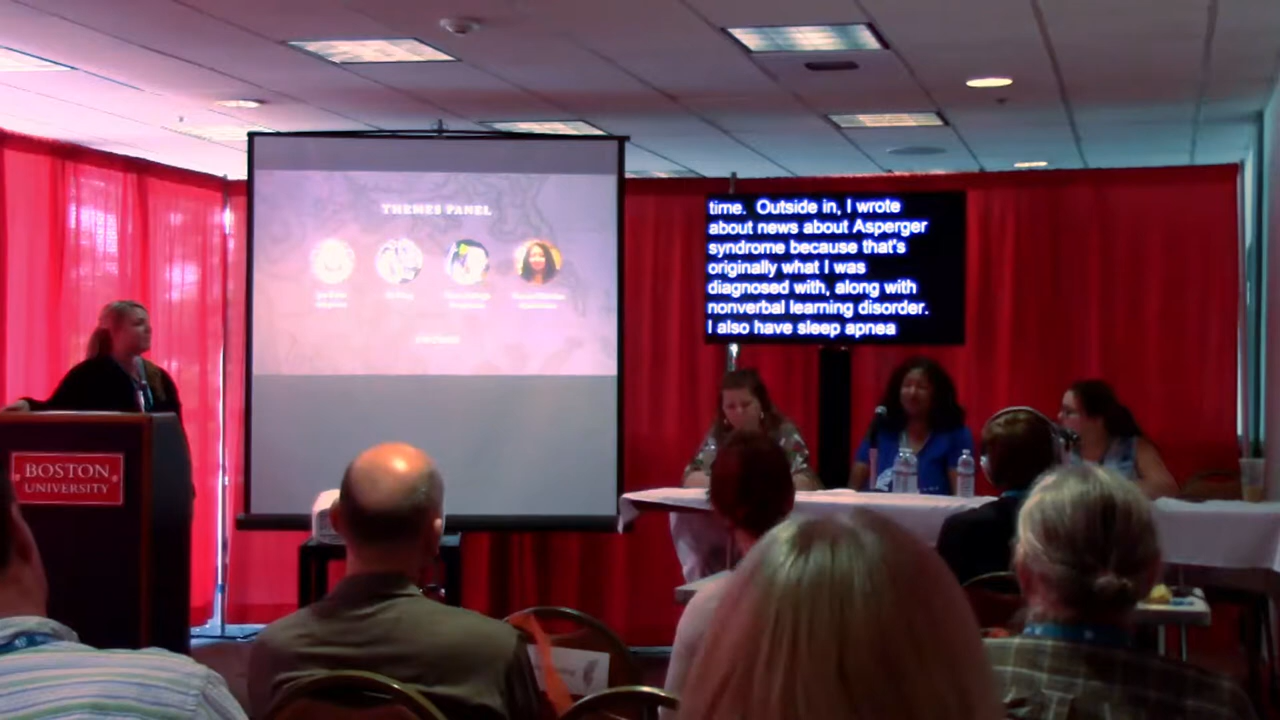 THEMES PANEL
time.  Outside in, I wrote
about news about Asperger
syndrome because that's
originally what I was
diagnosed with, along with
nonverbal learning disorder.
I also have sleep apnea
BOSTON
UNIVERSITY